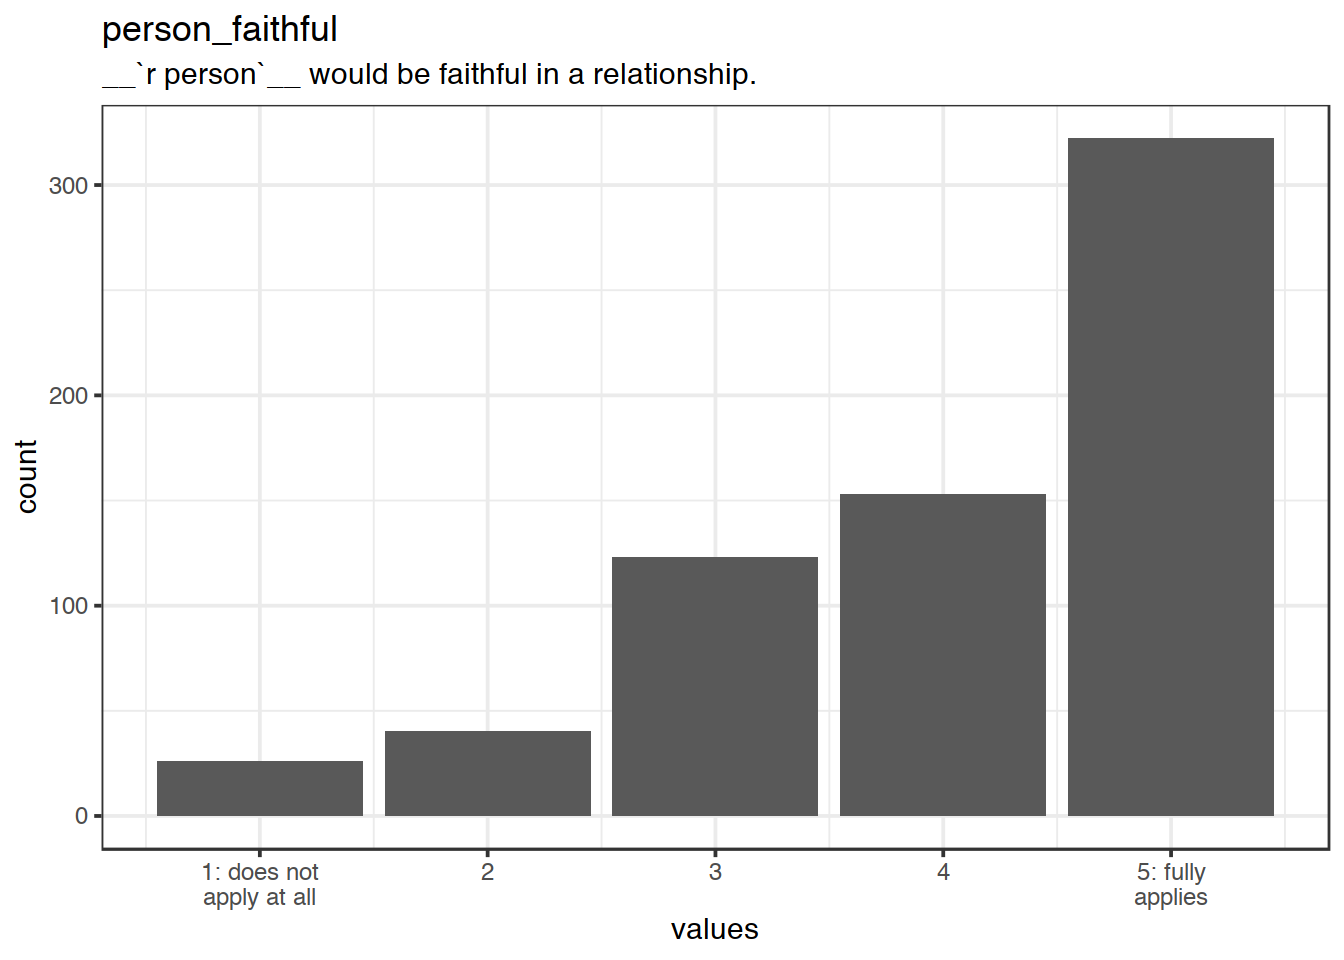 person_faithful
__`r person`__ would be faithful in a relationship.
300
200
100
0
count
1: does not
apply at all
2
3
4
5: fully
applies
values